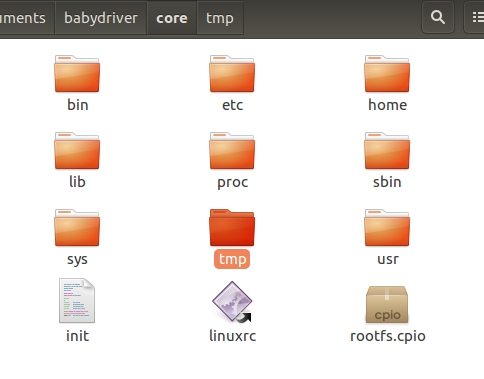 uments babydriver core tmp
bin etc home
lib proc sbin
sys tmp usr
cpio
init linuxrc rootfs.cpio